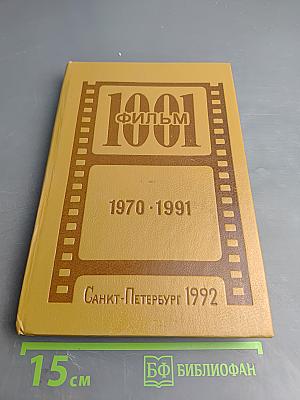 1001
ФИЛЬМ
1970 · 1991
САНКТ-ПЕТЕРБУРГ 1992
15 см
БФ БИБЛИОФАН